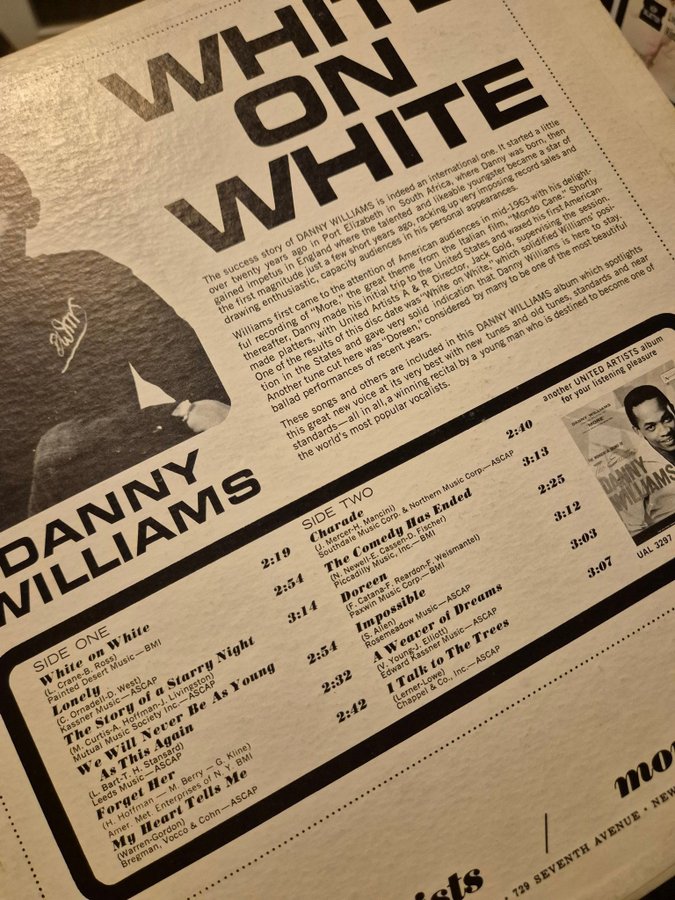 WHITE
ON
WHITE
The success story of DANNY WILLIAMS is indeed an international one. It started a little
over twenty years ago in Port Elizabeth in South Africa, where Danny was born, then
gained impetus in England where the talented and likeable youngster became a star of
the first magnitude just a few short years ago, racking up very imposing record sales and
drawing enthusiastic, capacity audiences in his personal appearances.
Williams first came to the attention of American audiences in mid-1963 with his delight-
ful recording of "More," the great theme from the Italian film, "Mondo Cane." Shortly
thereafter, Danny made his initial trip to the United States and waxed his first American-
made platters, with United Artists A & R Director, Jack Gold, supervising the session.
One of the results of this disc date was "White on White," which solidified Williams' posi-
tion in the States and gave very solid indication that Danny Williams is here to stay.
Another tune cut here was "Doreen," considered by many to be one of the most beautiful
ballad performances of recent years.
These songs and others are included in this DANNY WILLIAMS album which spotlights
this great new voice at its very best with new tunes and old tunes, standards and near
standards—all in all, a winning recital by a young man who is destined to become one of
the world's most popular vocalists.
DANNY
WILLIAMS
SIDE ONE
White on White 2:19
(L. Crane-B. Ross)
Painted Desert Music—BMI
Lonely 2:54
(C. Ornadell-D. West)
Kassner Music—ASCAP
The Story of a Starry Night 3:14
(M. Curtis-A. Hoffman-J. Livingston)
Mutual Music Society Inc.—ASCAP
We Will Never Be As Young
As This Again 2:54
(L. Bart-T. H. Stansard)
Leeds Music—ASCAP
Forget Her 2:32
(H. Hoffman — M. Berry — G. Kline)
Amer. Met. Enterprises of N. Y. BMI
My Heart Tells Me 2:42
(Warren-Gordon)
Bregman, Vocco & Cohn—ASCAP
SIDE TWO
Charade 2:40
(J. Mercer-H. Mancini)
Southdale Music Corp. & Northern Music Corp.—ASCAP
The Comedy Has Ended 3:13
(N. Newell-E. Cassen-D. Fischer)
Piccadilly Music, Inc.—BMI
Doreen 2:25
(F. Catana-F. Reardon-F. Weismantel)
Paxwin Music Corp.—BMI
Impossible 3:12
(S. Allen)
Rosemeadow Music—ASCAP
A Weaver of Dreams 3:03
(V. Young-J. Elliott)
Edward Kassner Music—ASCAP
I Talk to The Trees 3:07
(Lerner-Lowe)
Chappel & Co., Inc.—ASCAP
another UNITED ARTISTS album
for your listening pleasure
DANNY WILLIAMS
"MORE"
DANNY
WILLIAMS
UAL 3297
mo
ists
729 SEVENTH AVENUE • NEW